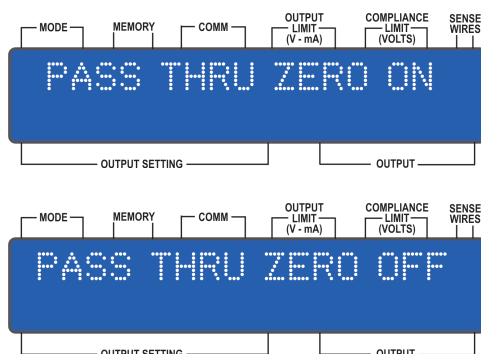 MODE MEMORY COMM OUTPUT LIMIT (V - mA) COMPLIANCE LIMIT (VOLTS) SENSE WIRES
PASS THRU ZERO ON
OUTPUT SETTING OUTPUT
MODE MEMORY COMM OUTPUT LIMIT (V - mA) COMPLIANCE LIMIT (VOLTS) SENSE WIRES
PASS THRU ZERO OFF
OUTPUT SETTING OUTPUT